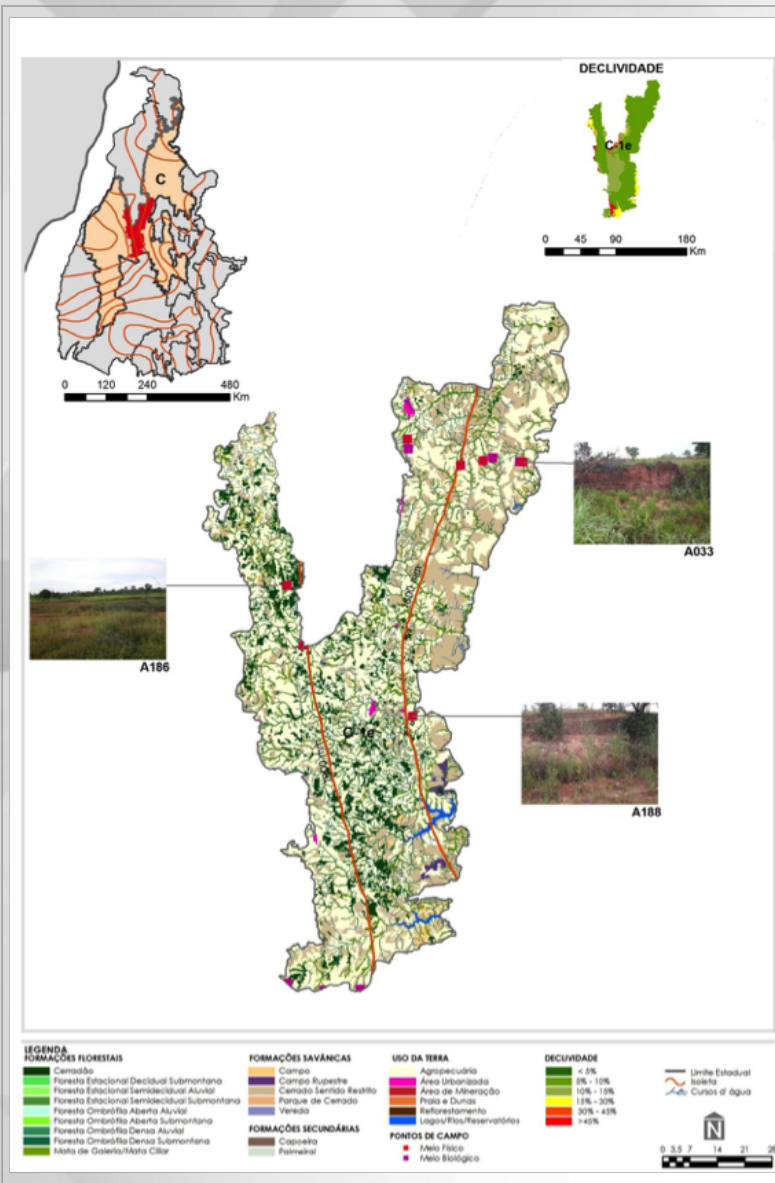 DECLIVIDADE
C-1e
0 45 90 180
Km
C
0 120 240 480
Km
A033
A186
C-1e
A188
LEGENDA
FORMAÇÕES FLORESTAIS
Cerradão
Floresta Estacional Decidual Submontana
Floresta Estacional Semidecidual Aluvial
Floresta Estacional Semidecidual Submontana
Floresta Ombrófila Aberta Aluvial
Floresta Ombrófila Aberta Submontana
Floresta Ombrófila Densa Aluvial
Floresta Ombrófila Densa Submontana
Mata de Galeria/Mata Ciliar
FORMAÇÕES SAVÂNICAS
Campo
Campo Rupestre
Cerrado Sentido Restrito
Parque de Cerrado
Vereda
FORMAÇÕES SECUNDÁRIAS
Capoeira
Palmeiral
USO DA TERRA
Agropecuária
Área Urbanizada
Área de Mineração
Praia e Dunas
Reflorestamento
Lagos/Rios/Reservatórios
PONTOS DE CAMPO
Meio Físico
Meio Biológico
DECLIVIDADE
< 5%
5% - 10%
10% - 15%
15% - 30%
30% - 45%
>45%
Limite Estadual
Isoieta
Cursos d' água
N
0 3,5 7 14 21 28